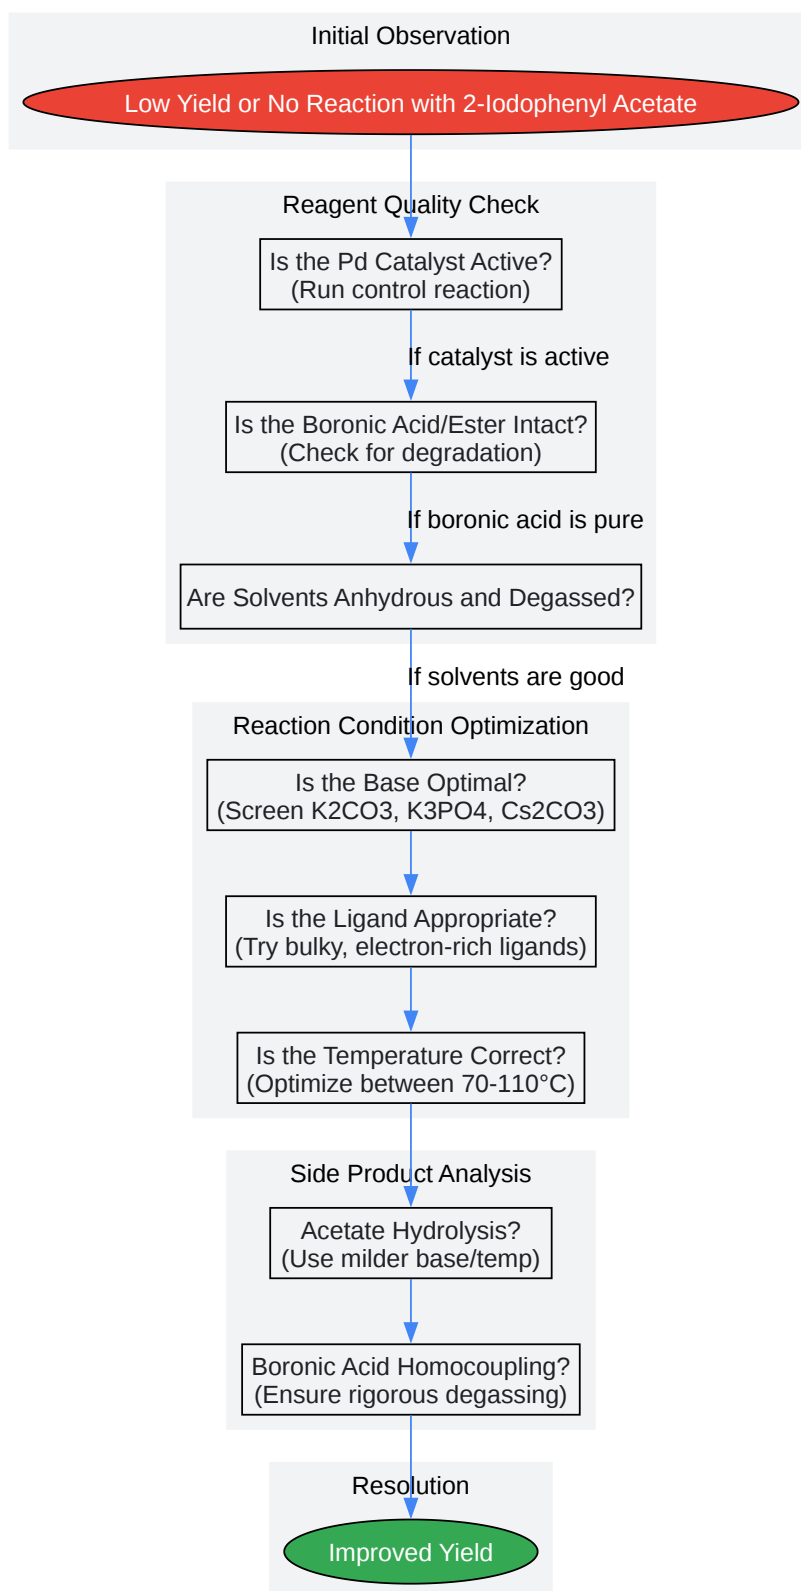 Initial Observation
Low Yield or No Reaction with 2-Iodophenyl Acetate
Reagent Quality Check
Is the Pd Catalyst Active?
(Run control reaction)
If catalyst is active
Is the Boronic Acid/Ester Intact?
(Check for degradation)
If boronic acid is pure
Are Solvents Anhydrous and Degassed?
If solvents are good
Reaction Condition Optimization
Is the Base Optimal?
(Screen K2CO3, K3PO4, Cs2CO3)
Is the Ligand Appropriate?
(Try bulky, electron-rich ligands)
Is the Temperature Correct?
(Optimize between 70-110°C)
Side Product Analysis
Acetate Hydrolysis?
(Use milder base/temp)
Boronic Acid Homocoupling?
(Ensure rigorous degassing)
Resolution
Improved Yield